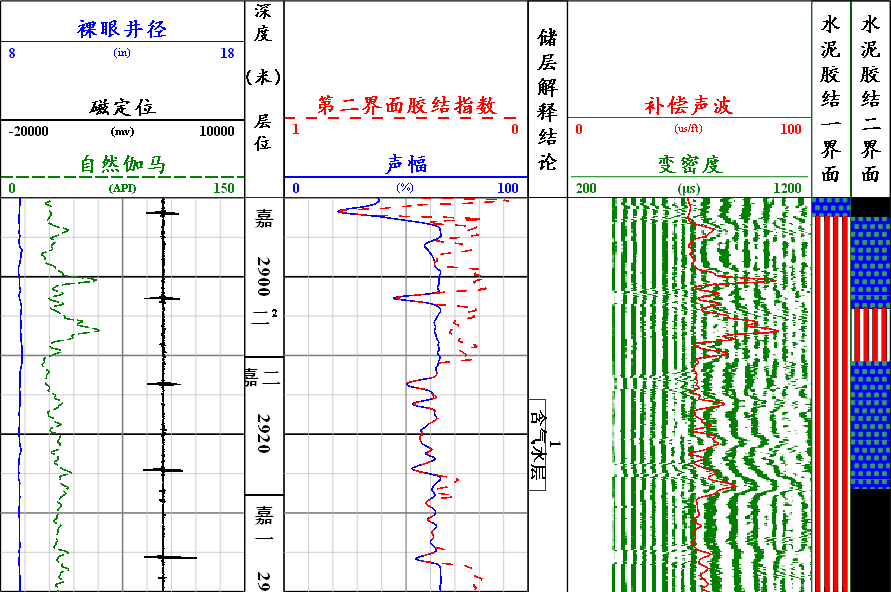 裸眼井径
8 (in) 18
磁定位
-20000 (mv) 10000
自然伽马
0 (API) 150
深度
(米)
层位
第二界面胶结指数
1 0
声幅
0 (%) 100
储层解释结论
补偿声波
0 (us/ft) 100
变密度
200 (µs) 1200
水泥胶结一界面
水泥胶结二界面
嘉
2900
二²
嘉二
2920
嘉一
29
1
含气水层